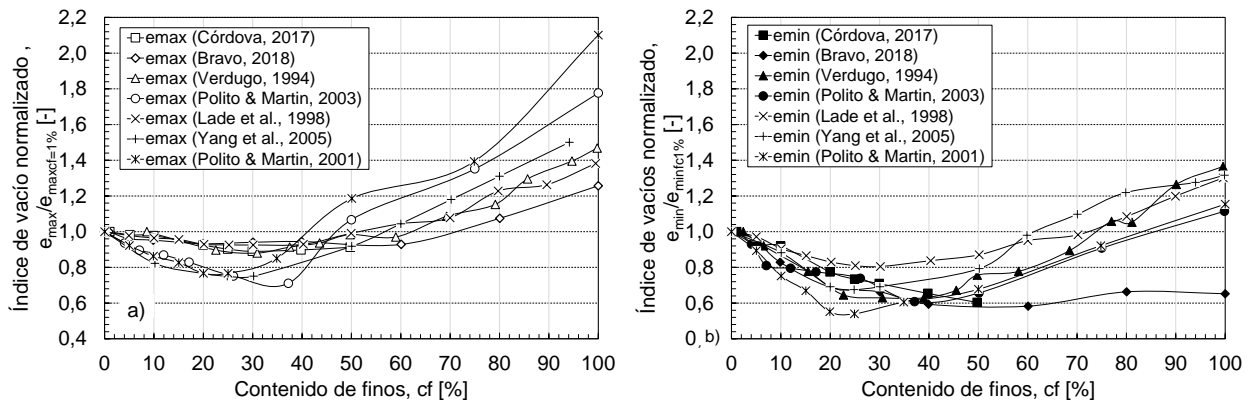 2,2
2,0
1,8
1,6
1,4
1,2
1,0
0,8
0,6
0,4
Índice de vacío normalizado ,
e_max/e_maxcf=1% [-]
emax (Córdova, 2017)
emax (Bravo, 2018)
emax (Verdugo, 1994)
emax (Polito & Martin, 2003)
emax (Lade et al., 1998)
emax (Yang et al., 2005)
emax (Polito & Martin, 2001)
a)
0 10 20 30 40 50 60 70 80 90 100
Contenido de finos, cf [%]
2,2
2,0
1,8
1,6
1,4
1,2
1,0
0,8
0,6
0,
Índice de vacíos normalizado,
e_min/e_minfc1% [-]
emin (Córdova, 2017)
emin (Bravo, 2018)
emin (Verdugo, 1994)
emin (Polito & Martin, 2003)
emin (Lade et al., 1998)
emin (Yang et al., 2005)
emin (Polito & Martin, 2001)
b)
0 10 20 30 40 50 60 70 80 90 100
Contenido de finos, cf [%]